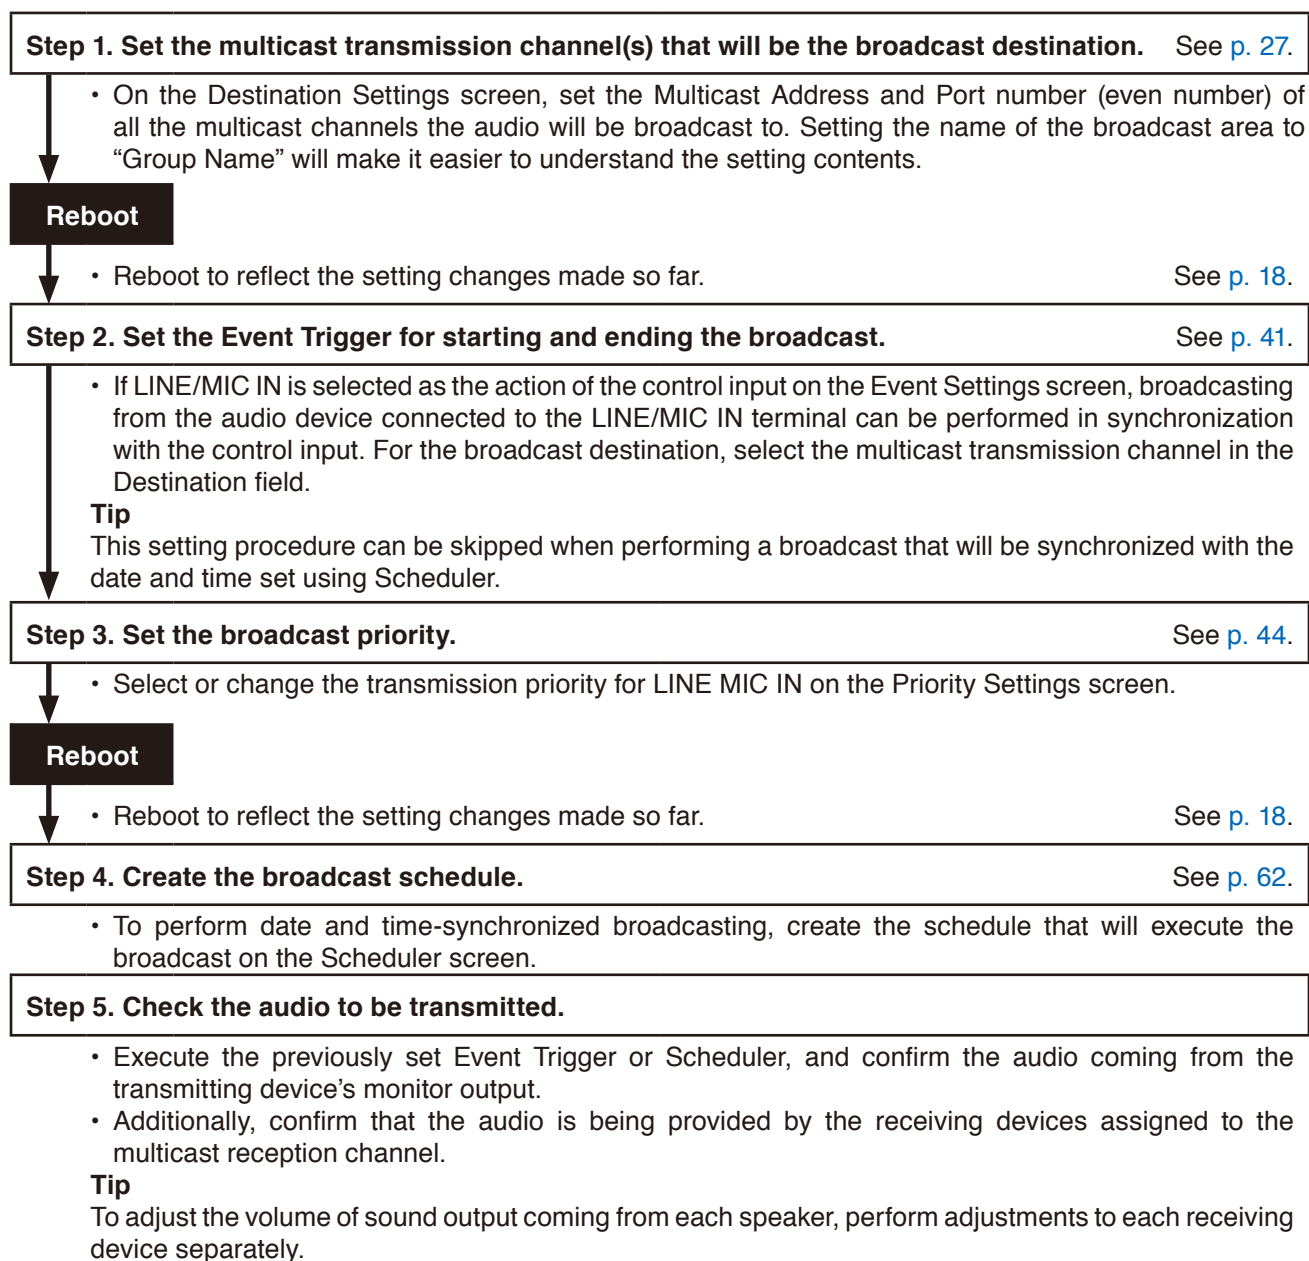 Step 1. Set the multicast transmission channel(s) that will be the broadcast destination. See p. 27.
• On the Destination Settings screen, set the Multicast Address and Port number (even number) of
all the multicast channels the audio will be broadcast to. Setting the name of the broadcast area to
“Group Name” will make it easier to understand the setting contents.
Reboot
• Reboot to reflect the setting changes made so far. See p. 18.
Step 2. Set the Event Trigger for starting and ending the broadcast. See p. 41.
• If LINE/MIC IN is selected as the action of the control input on the Event Settings screen, broadcasting
from the audio device connected to the LINE/MIC IN terminal can be performed in synchronization
with the control input. For the broadcast destination, select the multicast transmission channel in the
Destination field.
Tip
This setting procedure can be skipped when performing a broadcast that will be synchronized with the
date and time set using Scheduler.
Step 3. Set the broadcast priority. See p. 44.
• Select or change the transmission priority for LINE MIC IN on the Priority Settings screen.
Reboot
• Reboot to reflect the setting changes made so far. See p. 18.
Step 4. Create the broadcast schedule. See p. 62.
• To perform date and time-synchronized broadcasting, create the schedule that will execute the
broadcast on the Scheduler screen.
Step 5. Check the audio to be transmitted.
• Execute the previously set Event Trigger or Scheduler, and confirm the audio coming from the
transmitting device’s monitor output.
• Additionally, confirm that the audio is being provided by the receiving devices assigned to the
multicast reception channel.
Tip
To adjust the volume of sound output coming from each speaker, perform adjustments to each receiving
device separately.